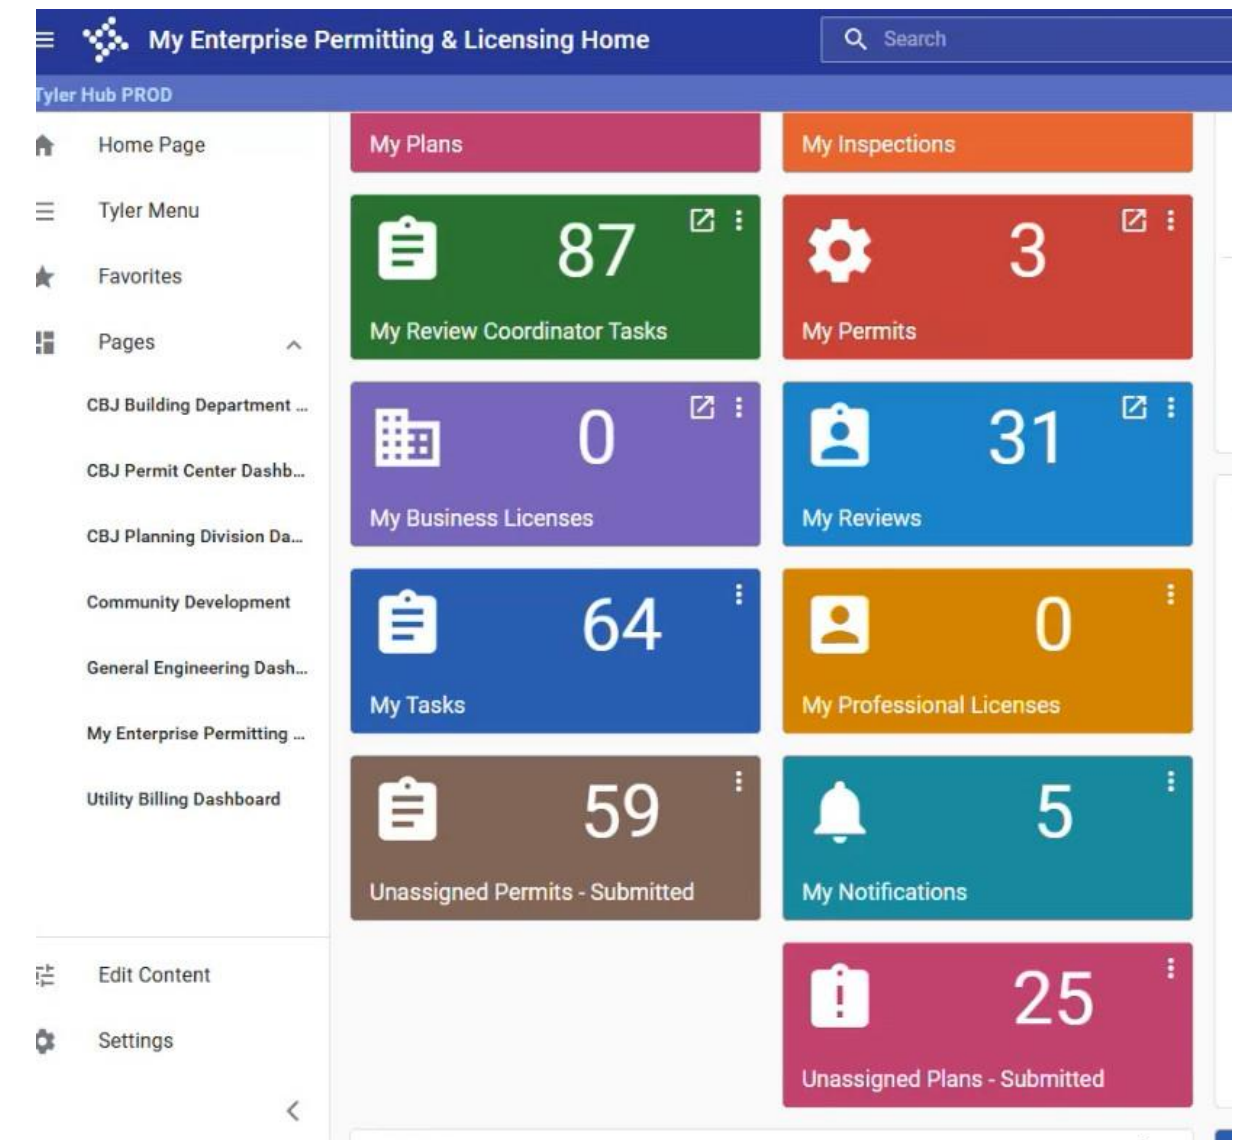 My Enterprise Permitting & Licensing Home
Search
Tyler Hub PROD
Home Page
Tyler Menu
Favorites
Pages
CBJ Building Department ...
CBJ Permit Center Dashb...
CBJ Planning Division Da...
Community Development
General Engineering Dash...
My Enterprise Permitting ...
Utility Billing Dashboard
Edit Content
Settings
My Plans
My Inspections
87
My Review Coordinator Tasks
3
My Permits
0
My Business Licenses
31
My Reviews
64
My Tasks
0
My Professional Licenses
59
Unassigned Permits - Submitted
5
My Notifications
25
Unassigned Plans - Submitted